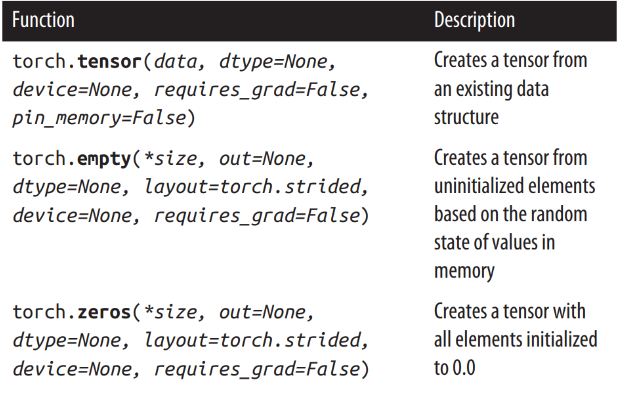 Function Description
torch.tensor(data, dtype=None,
device=None, requires_grad=False,
pin_memory=False)
Creates a tensor from
an existing data
structure
torch.empty(*size, out=None,
dtype=None, layout=torch.strided,
device=None, requires_grad=False)
Creates a tensor from
uninitialized elements
based on the random
state of values in
memory
torch.zeros(*size, out=None,
dtype=None, layout=torch.strided,
device=None, requires_grad=False)
Creates a tensor with
all elements initialized
to 0.0